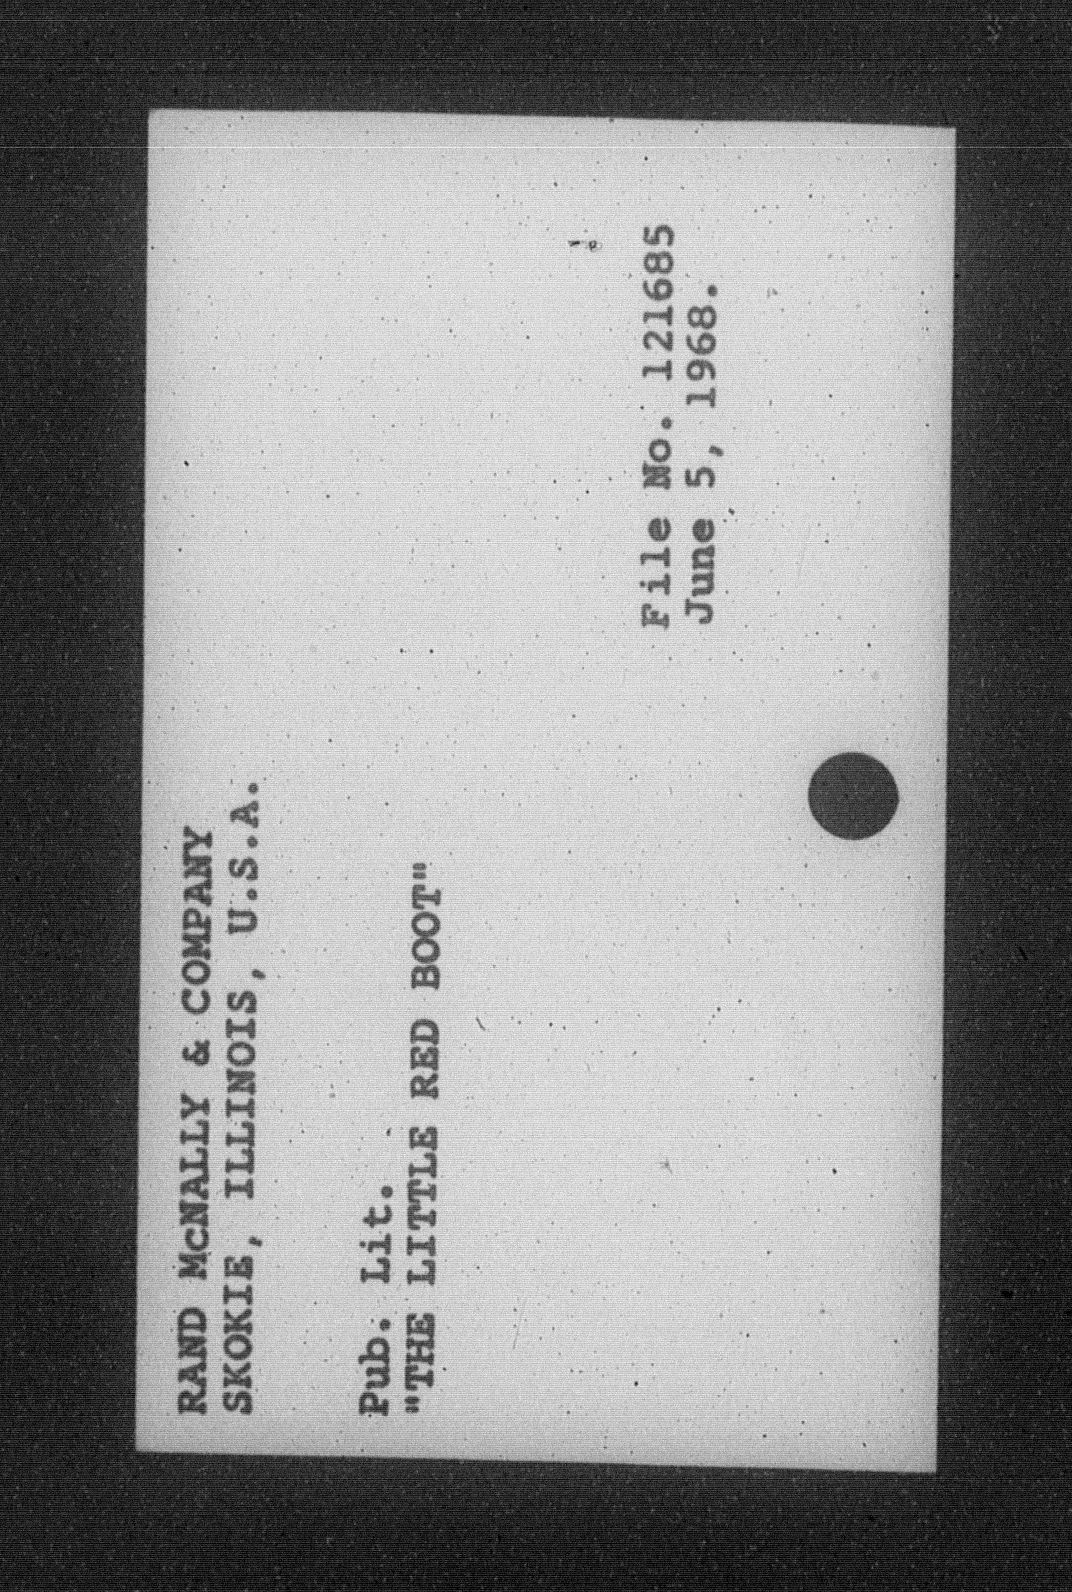 RAND McNALLY & COMPANY
SKOKIE, ILLINOIS, U.S.A.
Pub. Lit.
"THE LITTLE RED BOOT"
File No. 121685
June 5, 1968.